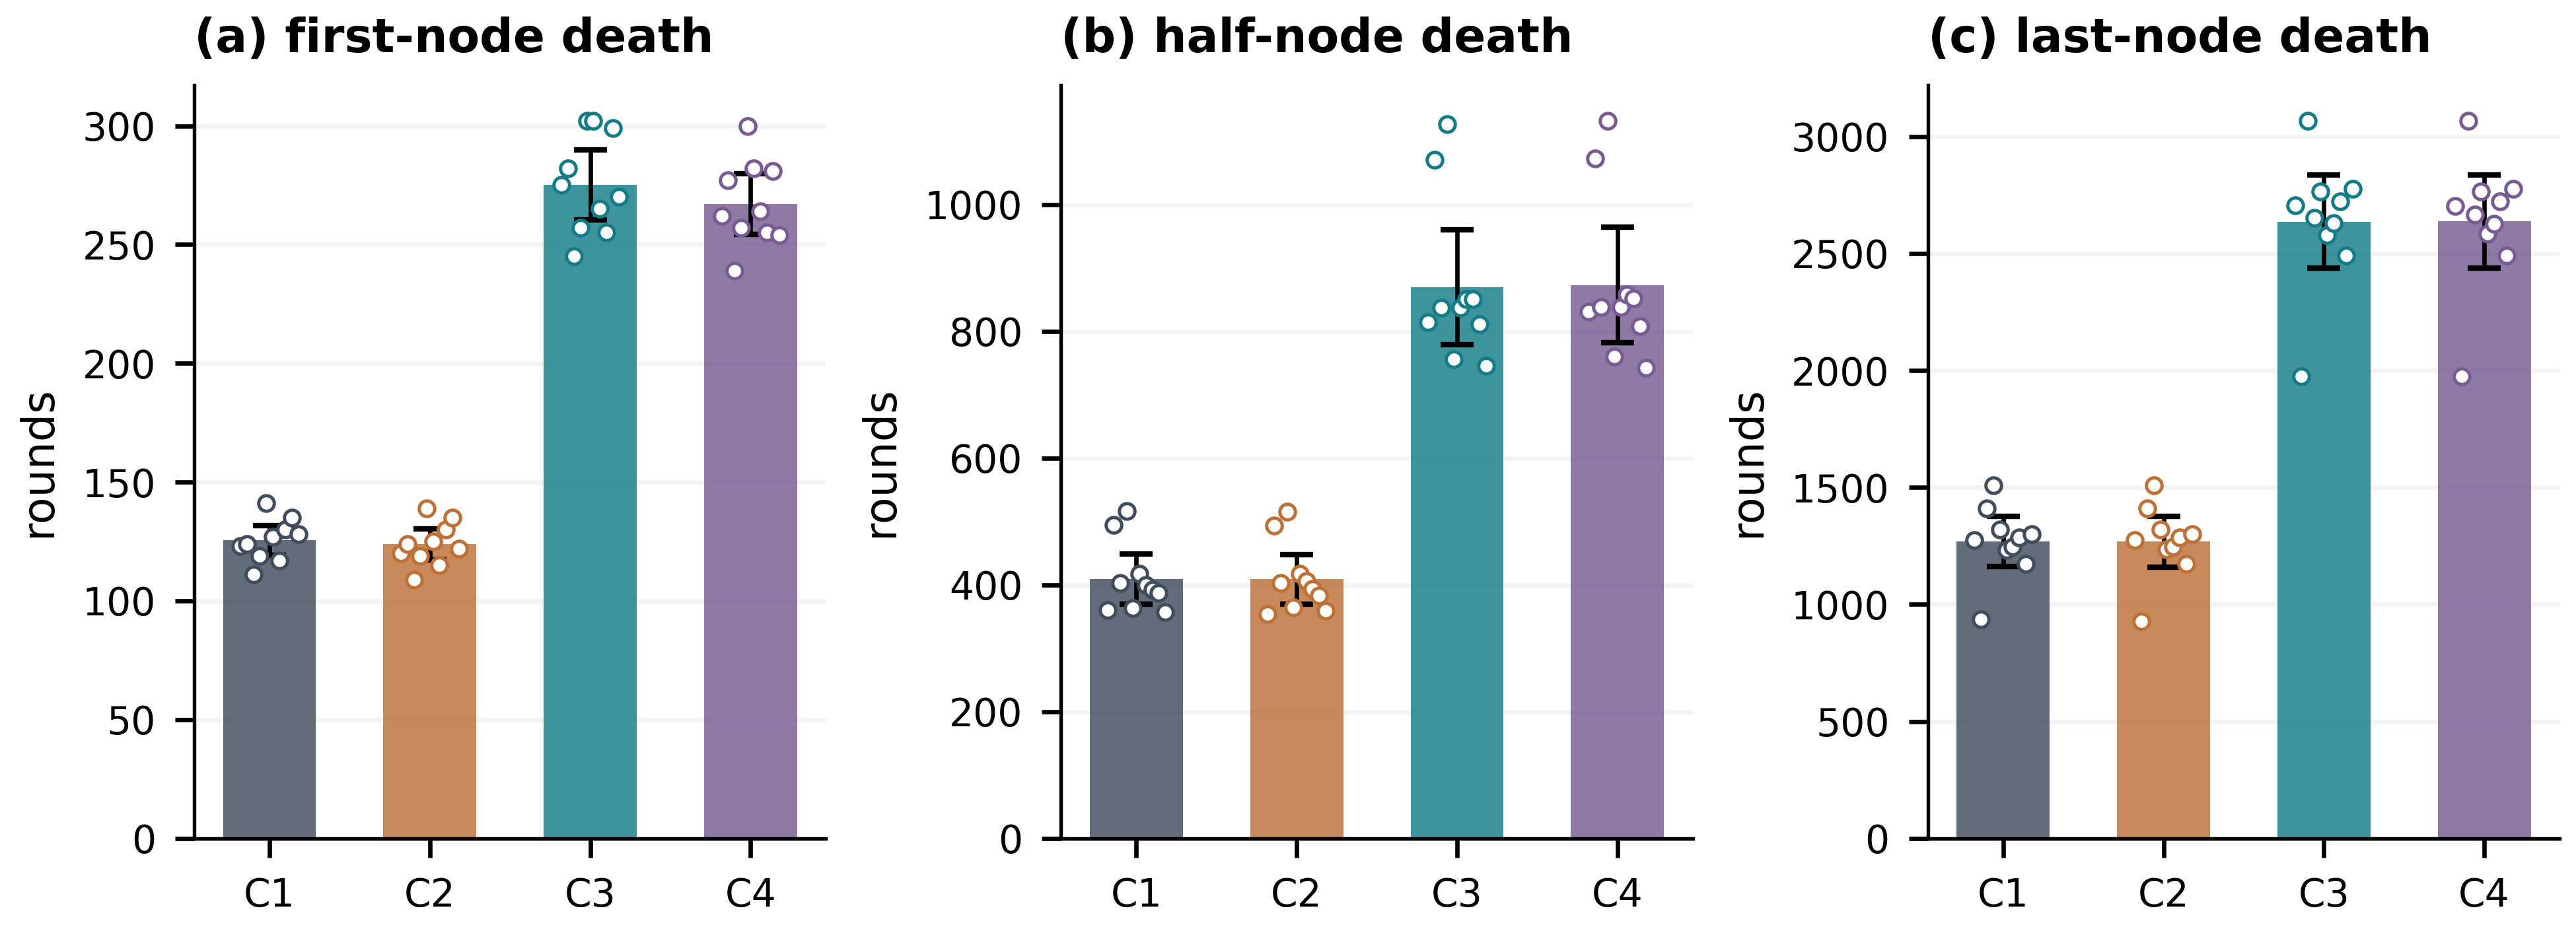 (a) first-node death
rounds
300
250
200
150
100
50
0
C1 C2 C3 C4
(b) half-node death
rounds
1000
800
600
400
200
0
C1 C2 C3 C4
(c) last-node death
rounds
3000
2500
2000
1500
1000
500
0
C1 C2 C3 C4